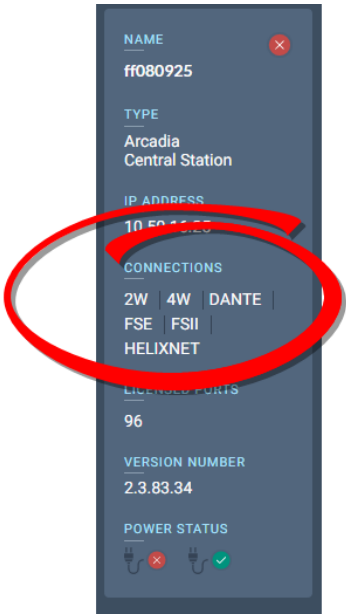 NAME
ff080925
TYPE
Arcadia
Central Station
IP ADDRESS
CONNECTIONS
2W | 4W | DANTE |
FSE | FSII |
HELIXNET
LICENSED PORTS
96
VERSION NUMBER
2.3.83.34
POWER STATUS